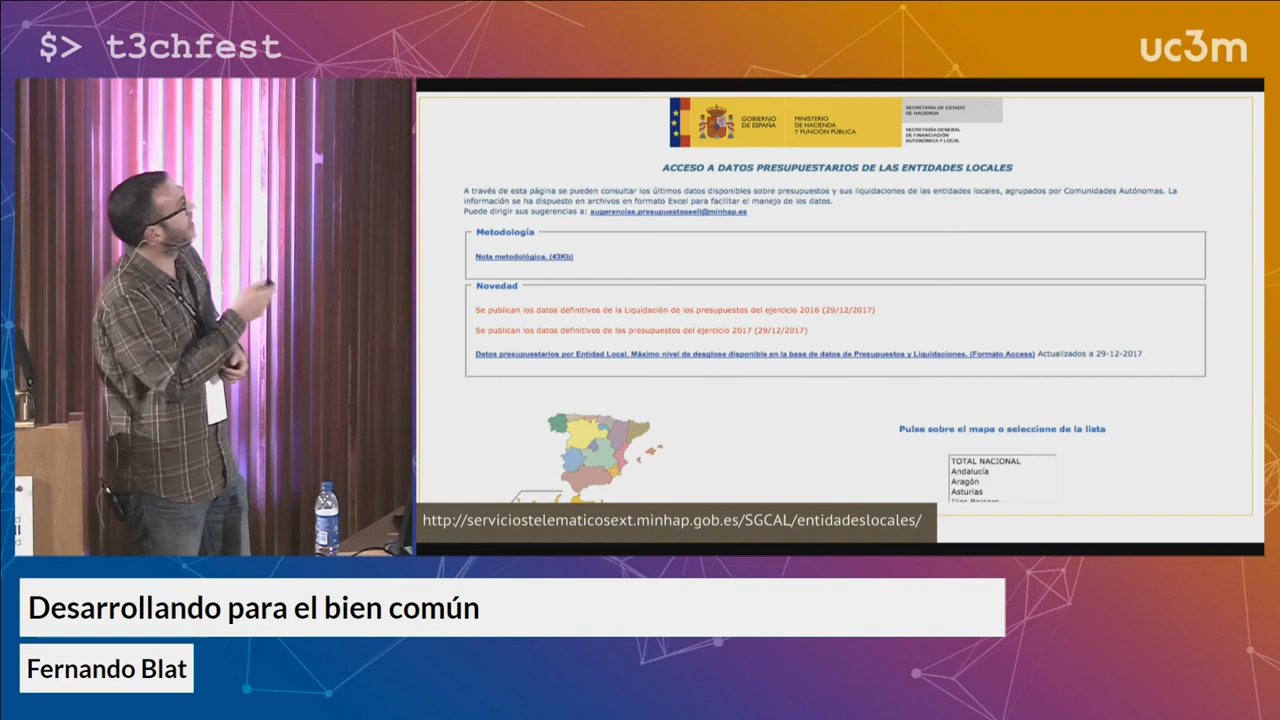 $> t3chfest
uc3m
GOBIERNO
DE ESPAÑA
MINISTERIO
DE HACIENDA
Y FUNCIÓN PÚBLICA
SECRETARÍA DE ESTADO
DE HACIENDA
SECRETARÍA GENERAL
DE FINANCIACIÓN
AUTONÓMICA Y LOCAL
ACCESO A DATOS PRESUPUESTARIOS DE LAS ENTIDADES LOCALES
A través de esta página se pueden consultar los últimos datos disponibles sobre presupuestos y sus liquidaciones de las entidades locales, agrupados por Comunidades Autónomas. La
información se ha dispuesto en archivos en formato Excel para facilitar el manejo de los datos.
Puede dirigir sus sugerencias a: sugerencias.presupuestoseell@minhap.es
Metodología
Nota metodológica. (43Kb)
Novedad
Se publican los datos definitivos de la Liquidación de los presupuestos del ejercicio 2016 (29/12/2017)
Se publican los datos definitivos de los presupuestos del ejercicio 2017 (29/12/2017)
Datos presupuestarios por Entidad Local. Máximo nivel de desglose disponible en la base de datos de Presupuestos y Liquidaciones. (Formato Access) Actualizados a 29-12-2017
Pulse sobre el mapa o seleccione de la lista
TOTAL NACIONAL
Andalucía
Aragón
Asturias
http://serviciostelematicosext.minhap.gob.es/SGCAL/entidadeslocales/
Desarrollando para el bien común
Fernando Blat